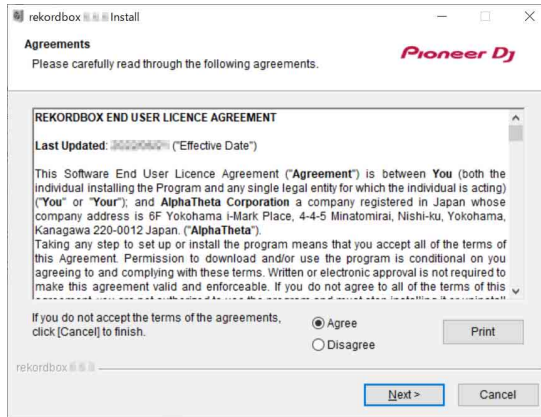 rekordbox Install
Agreements
Please carefully read through the following agreements.
Pioneer Dj
REKORDBOX END USER LICENCE AGREEMENT
Last Updated: ("Effective Date")
This Software End User Licence Agreement ("Agreement") is between You (both the
individual installing the Program and any single legal entity for which the individual is acting)
("You" or "Your"); and AlphaTheta Corporation a company registered in Japan whose
company address is 6F Yokohama i-Mark Place, 4-4-5 Minatomirai, Nishi-ku, Yokohama,
Kanagawa 220-0012 Japan. ("AlphaTheta").
Taking any step to set up or install the program means that you accept all of the terms of
this Agreement. Permission to download and/or use the program is conditional on you
agreeing to and complying with these terms. Written or electronic approval is not required to
make this agreement valid and enforceable. If you do not agree to all of the terms of this
If you do not accept the terms of the agreements,
click [Cancel] to finish.
Agree
Disagree
Print
rekordbox
Next >
Cancel